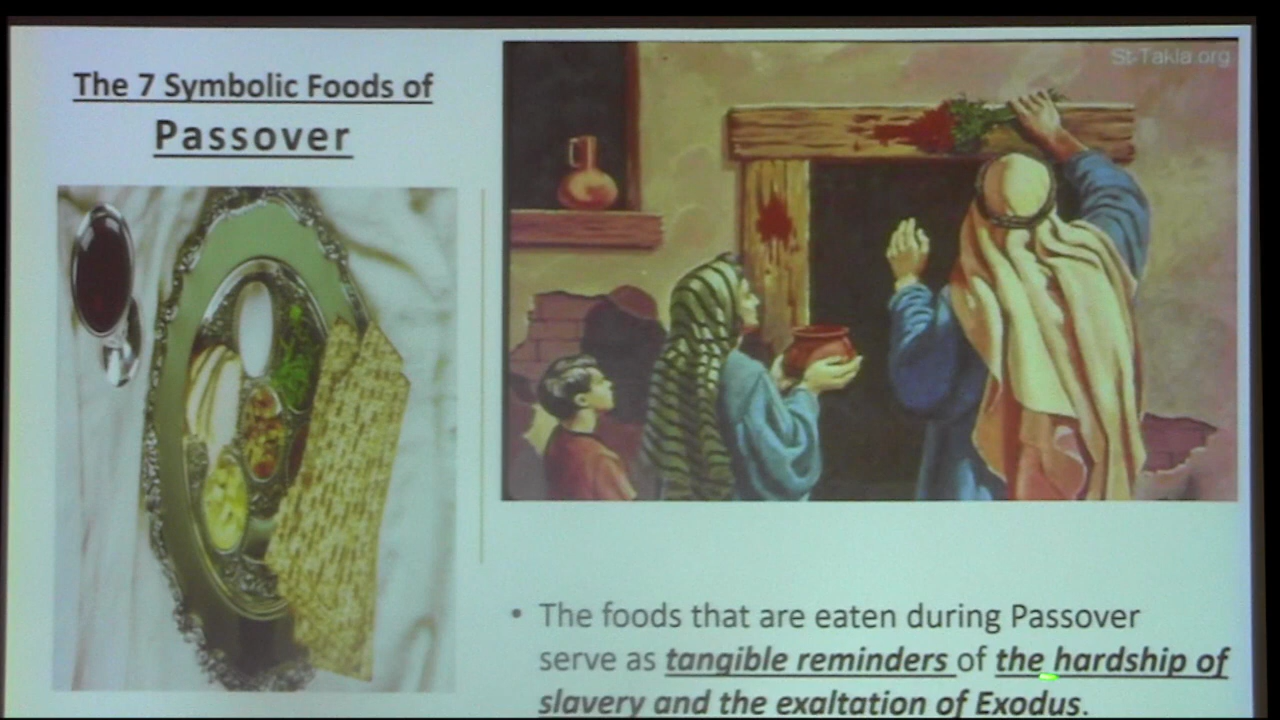 The 7 Symbolic Foods of
Passover
St-Takla.org
• The foods that are eaten during Passover
serve as tangible reminders of the hardship of
slavery and the exaltation of Exodus.